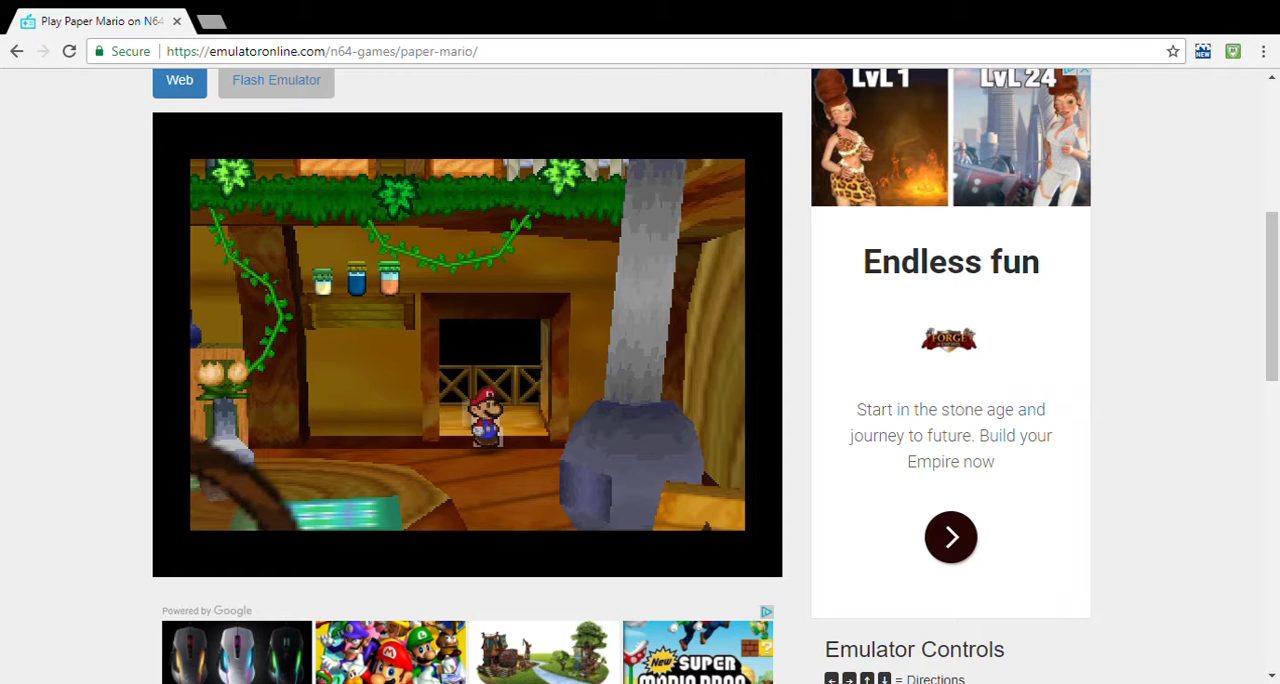 Play Paper Mario on N64
Secure
https://emulatoronline.com/n64-games/paper-mario/
NEW
Web
Flash Emulator
LVL 1
LVL 24
Endless fun
FORGE
Start in the stone age and
journey to future. Build your
Empire now
Powered by Google
New
SUPER
Emulator Controls
= Directions